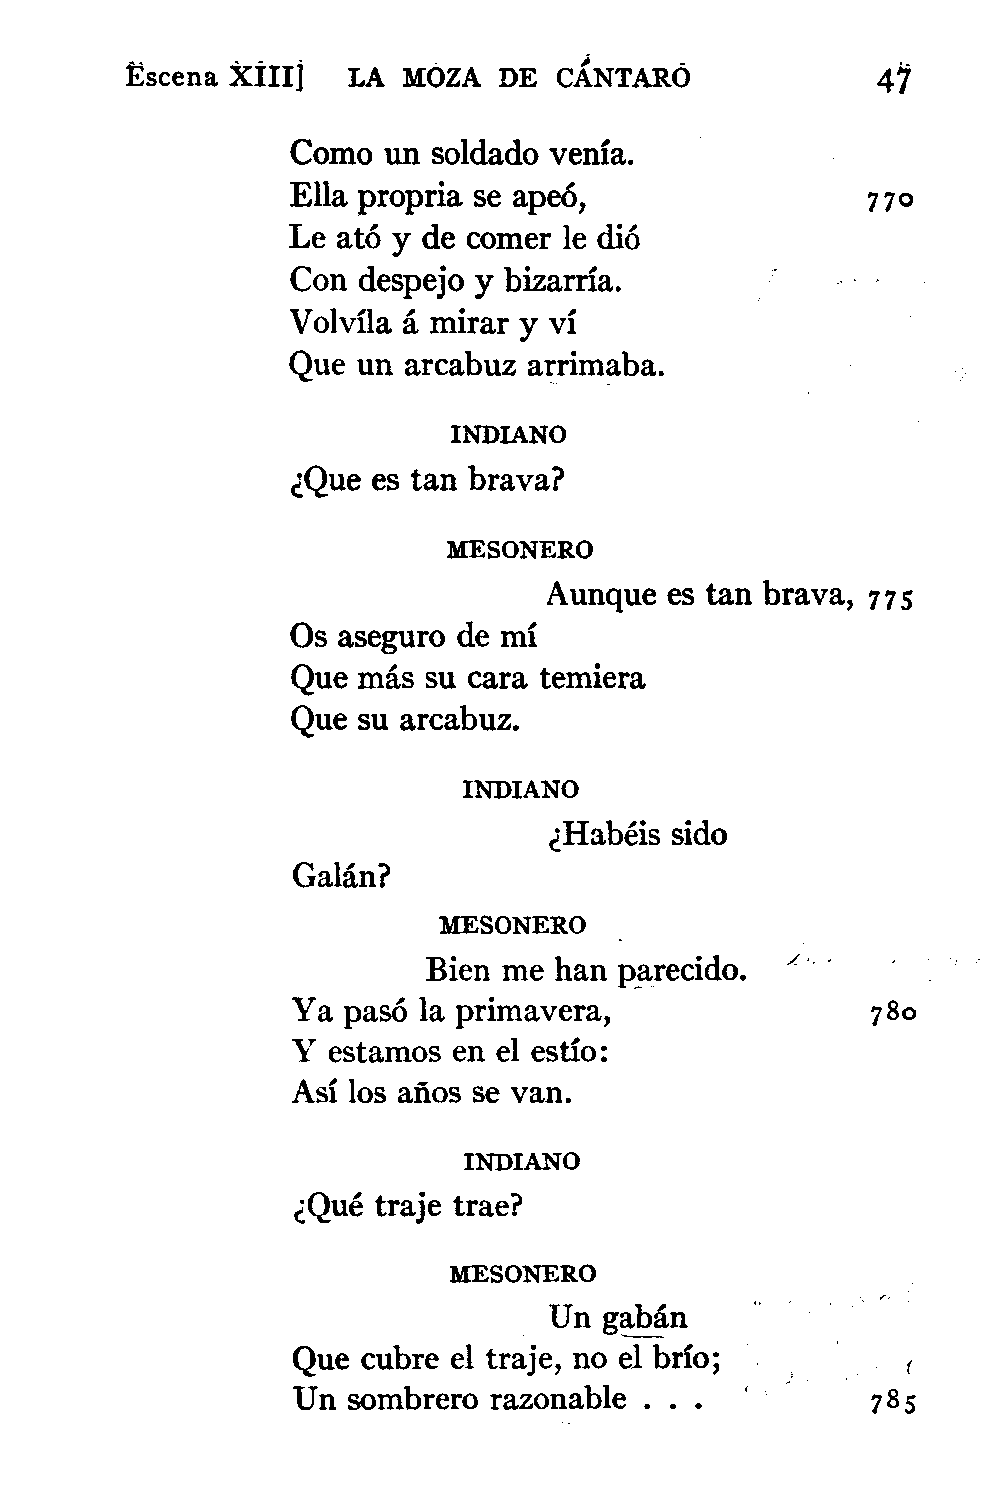 Escena XIII] LA MOZA DE CÁNTARO 47
Como un soldado venía.
Ella propria se apeó, 770
Le ató y de comer le dió
Con despejo y bizarría.
Volvíla á mirar y ví
Que un arcabuz arrimaba.
INDIANO
¿Que es tan brava?
MESONERO
Aunque es tan brava, 775
Os aseguro de mí
Que más su cara temiera
Que su arcabuz.
INDIANO
¿Habéis sido
Galán?
MESONERO
Bien me han parecido.
Ya pasó la primavera, 780
Y estamos en el estío:
Así los años se van.
INDIANO
¿Qué traje trae?
MESONERO
Un gabán
Que cubre el traje, no el brío;
Un sombrero razonable . . . 785